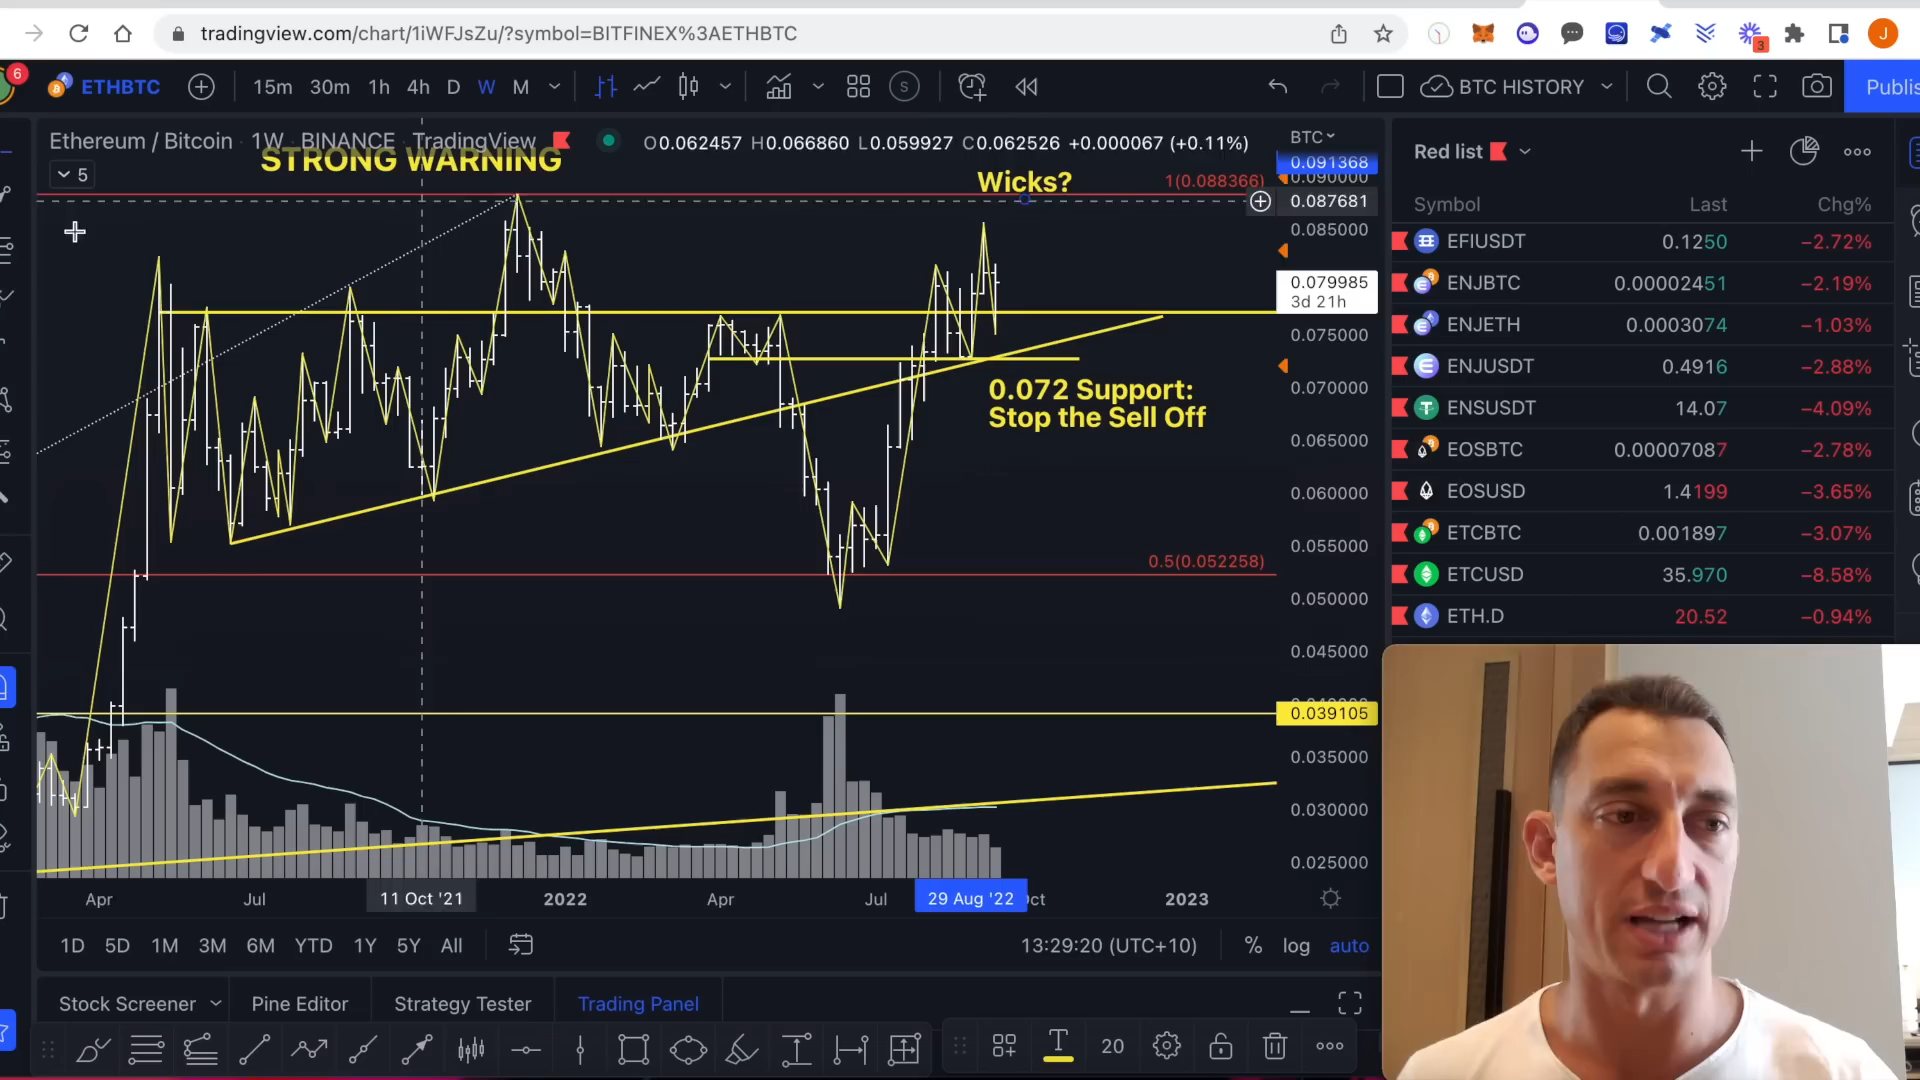 tradingview.com/chart/1iWFJsZu/?symbol=BITFINEX%3AETHBTC
3
J
6
ETHBTC
15m 30m 1h 4h D W M
S
BTC HISTORY
Publis
Ethereum / Bitcoin · 1W · BINANCE · TradingView
O0.062457 H0.066860 L0.059927 C0.062526 +0.000067 (+0.11%)
BTC
5
STRONG WARNING
Wicks?
1(0.088366)
0.091368
0.090000
0.087681
0.085000
0.079985
3d 21h
0.075000
0.072 Support:
Stop the Sell Off
0.070000
0.065000
0.060000
0.055000
0.5(0.052258)
0.050000
0.045000
0.039105
0.035000
0.030000
0.025000
Apr Jul 11 Oct '21 2022 Apr Jul 29 Aug '22 Oct 2023
1D 5D 1M 3M 6M YTD 1Y 5Y All
13:29:20 (UTC+10) % log auto
Stock Screener Pine Editor Strategy Tester Trading Panel
T 20
Red list
Symbol Last Chg%
EFIUSDT 0.1250 −2.72%
ENJBTC 0.00002451 −2.19%
ENJETH 0.0003074 −1.03%
ENJUSDT 0.4916 −2.88%
ENSUSDT 14.07 −4.09%
EOSBTC 0.00007087 −2.78%
EOSUSD 1.4199 −3.65%
ETCBTC 0.001897 −3.07%
ETCUSD 35.970 −8.58%
ETH.D 20.52 −0.94%